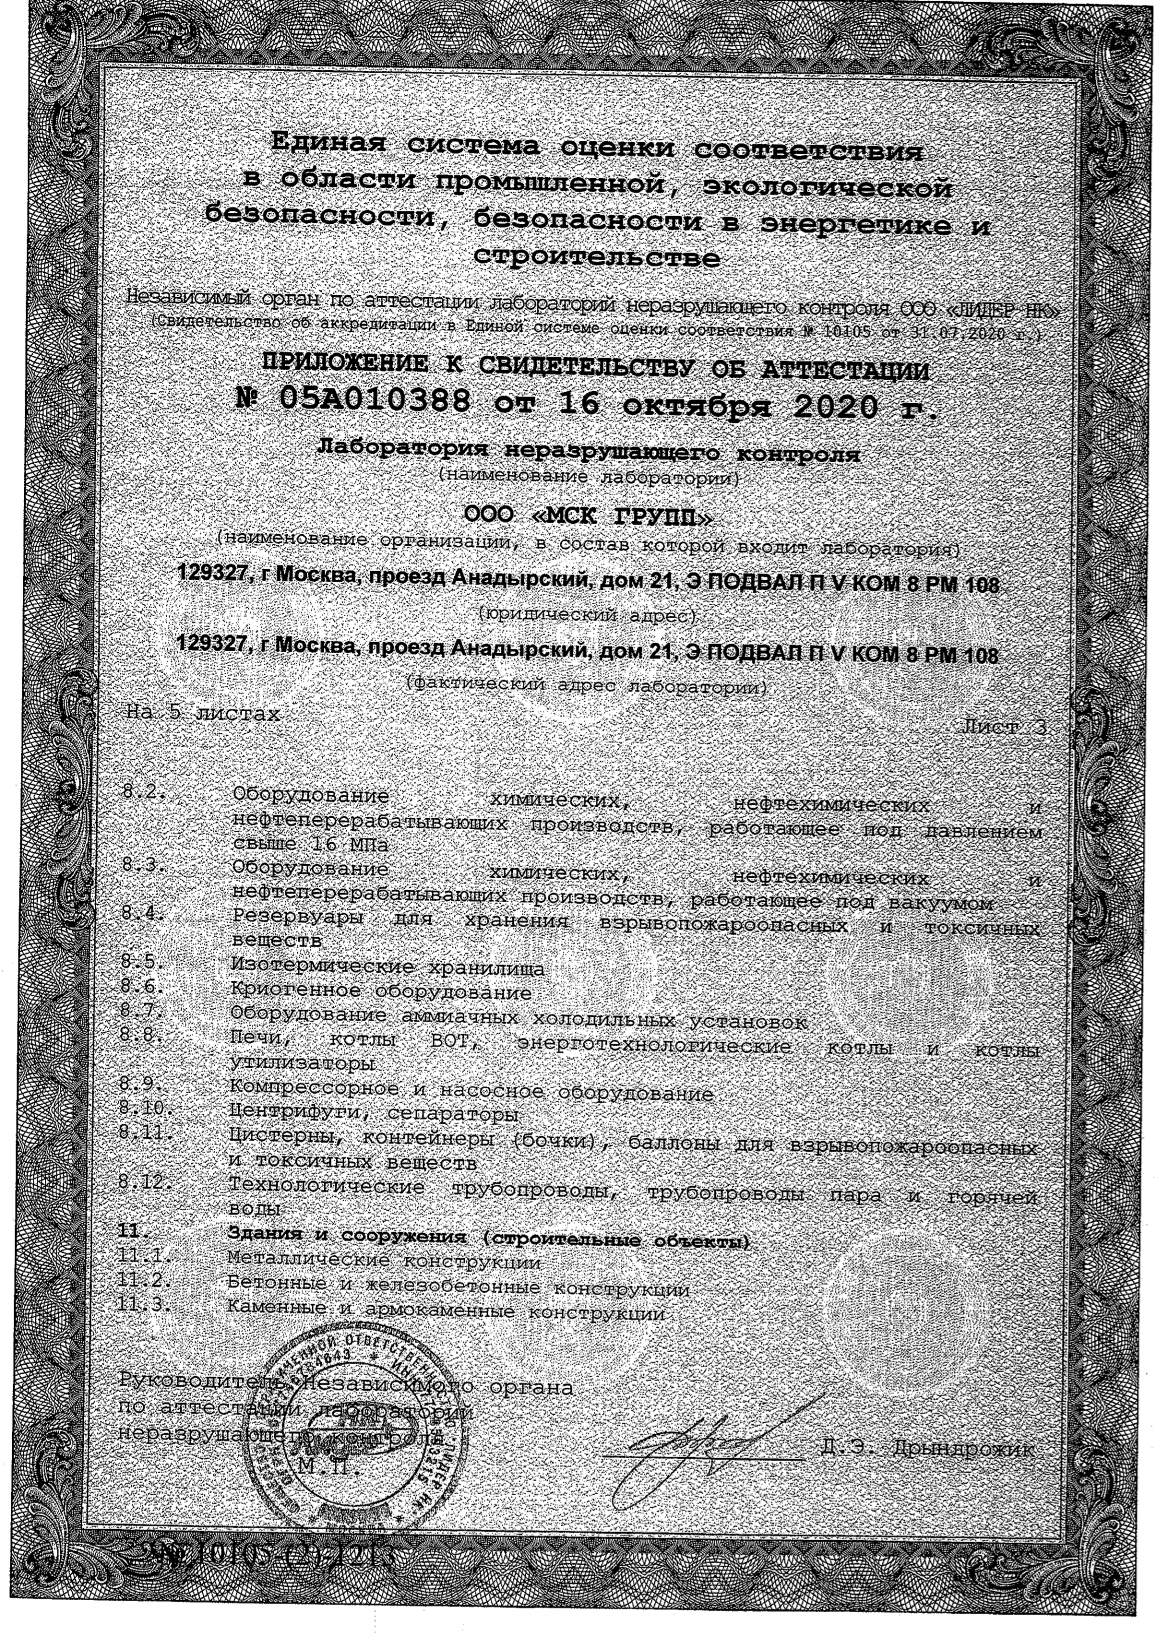 Единая система оценки соответствия
в области промышленной, экологической
безопасности, безопасности в энергетике и
строительстве
Независимый орган по аттестации лабораторий неразрушающего контроля ООО «ЛИДЕР НК»
(Свидетельство об аккредитации в Единой системе оценки соответствия № 10105 от 31.07.2020 г.)
ПРИЛОЖЕНИЕ К СВИДЕТЕЛЬСТВУ ОБ АТТЕСТАЦИИ
№ 05А010388 от 16 октября 2020 г.
Лаборатория неразрушающего контроля
(наименование лаборатории)
ООО «МСК ГРУПП»
(наименование организации, в состав которой входит лаборатория)
129327, г Москва, проезд Анадырский, дом 21, Э ПОДВАЛ П V КОМ 8 РМ 108
(юридический адрес)
129327, г Москва, проезд Анадырский, дом 21, Э ПОДВАЛ П V КОМ 8 РМ 108
(фактический адрес лаборатории)
На 5 листах
Лист 3
8.2. Оборудование химических, нефтехимических и
нефтеперерабатывающих производств, работающее под давлением
свыше 16 МПа
8.3. Оборудование химических, нефтехимических и
нефтеперерабатывающих производств, работающее под вакуумом
8.4. Резервуары для хранения взрывопожароопасных и токсичных
веществ
8.5. Изотермические хранилища
8.6. Криогенное оборудование
8.7. Оборудование аммиачных холодильных установок
8.8. Печи, котлы ВОТ, энерготехнологические котлы и котлы
утилизаторы
8.9. Компрессорное и насосное оборудование
8.10. Центрифуги, сепараторы
8.11. Цистерны, контейнеры (бочки), баллоны для взрывопожароопасных
и токсичных веществ
8.12. Технологические трубопроводы, трубопроводы пара и горячей
воды
11. Здания и сооружения (строительные объекты)
11.1. Металлические конструкции
11.2. Бетонные и железобетонные конструкции
11.3. Каменные и армокаменные конструкции
Руководитель Независимого органа
по аттестации лабораторий
неразрушающего контроля
М.П.
Д.Э. Дрындрожик
№ 10105-(2)-1213